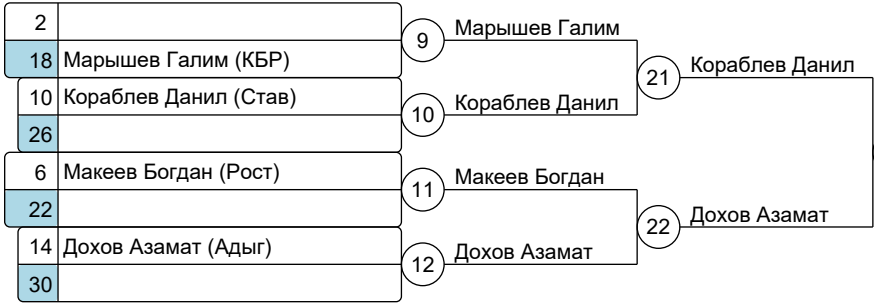 2
9 Марышев Галим
18 Марышев Галим (КБР)
21 Кораблев Данил
10 Кораблев Данил (Став)
10 Кораблев Данил
26
6 Макеев Богдан (Рост)
11 Макеев Богдан
22
22 Дохов Азамат
14 Дохов Азамат (Адыг)
12 Дохов Азамат
30